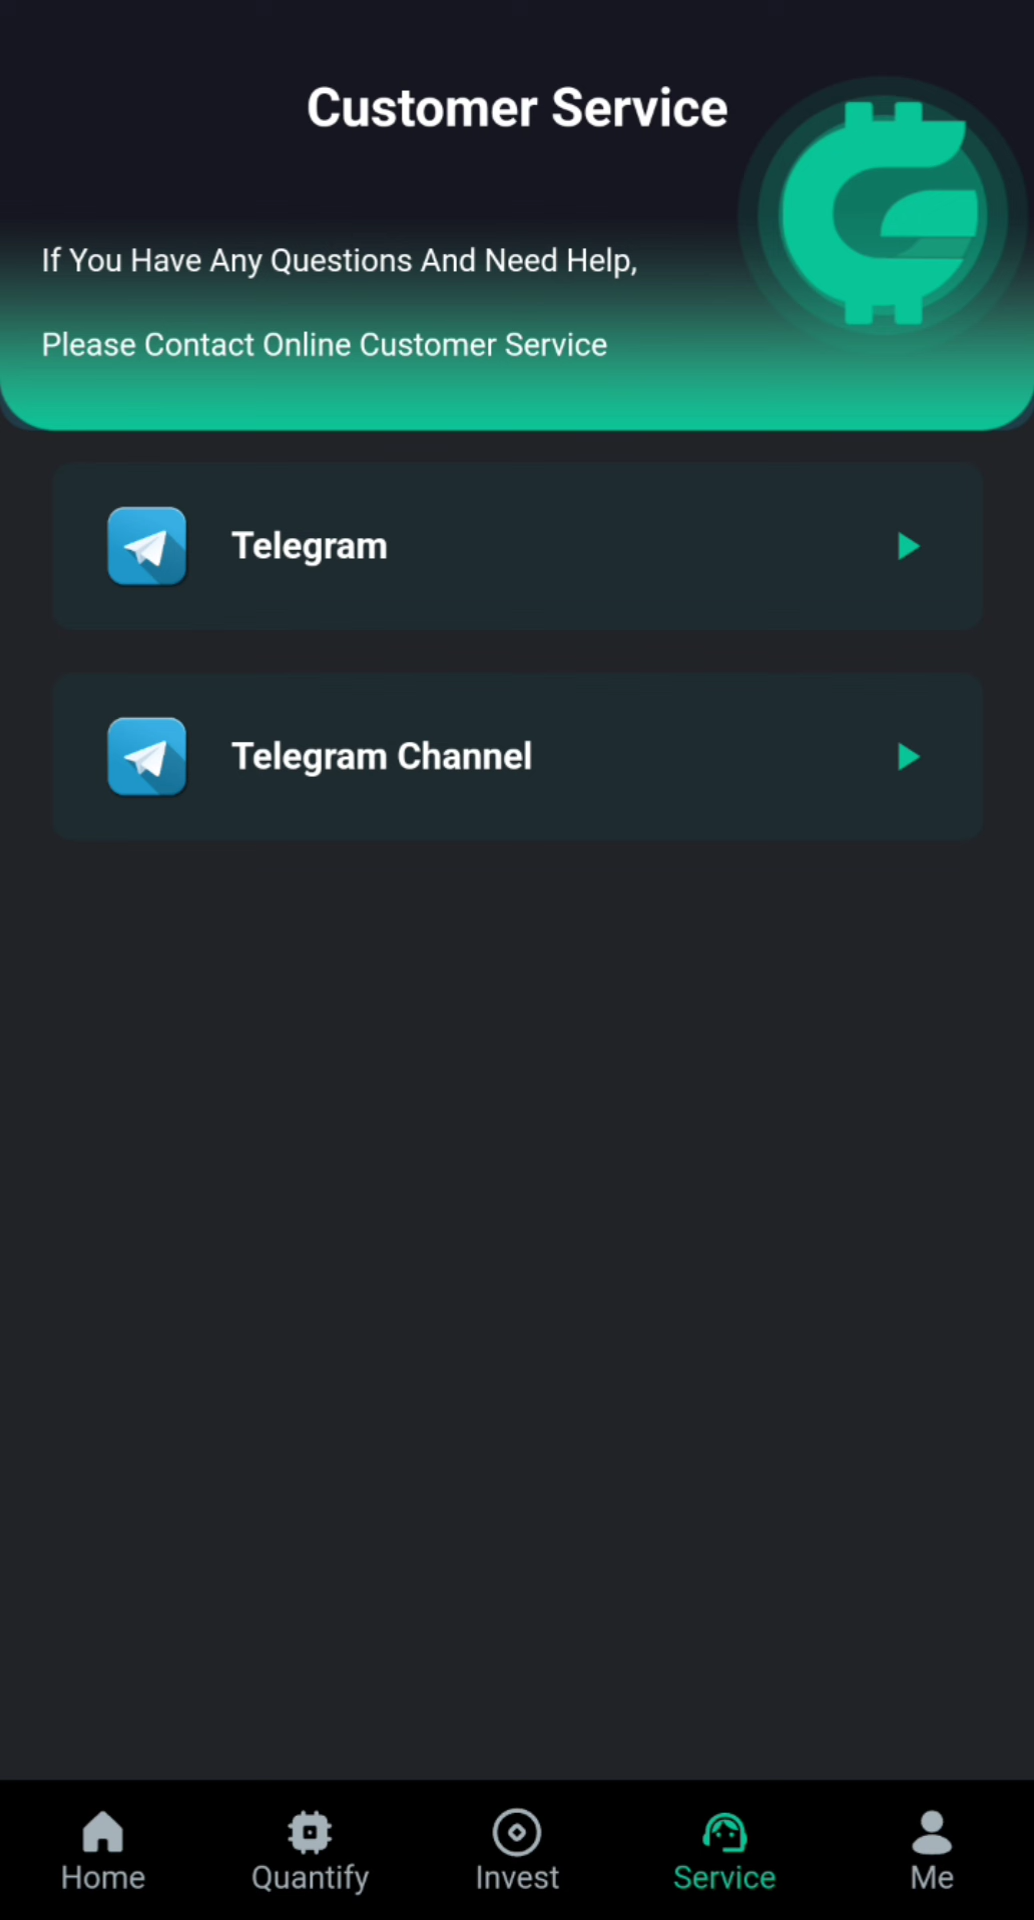 Customer Service
If You Have Any Questions And Need Help,
Please Contact Online Customer Service
Telegram
Telegram Channel
Home
Quantify
Invest
Service
Me